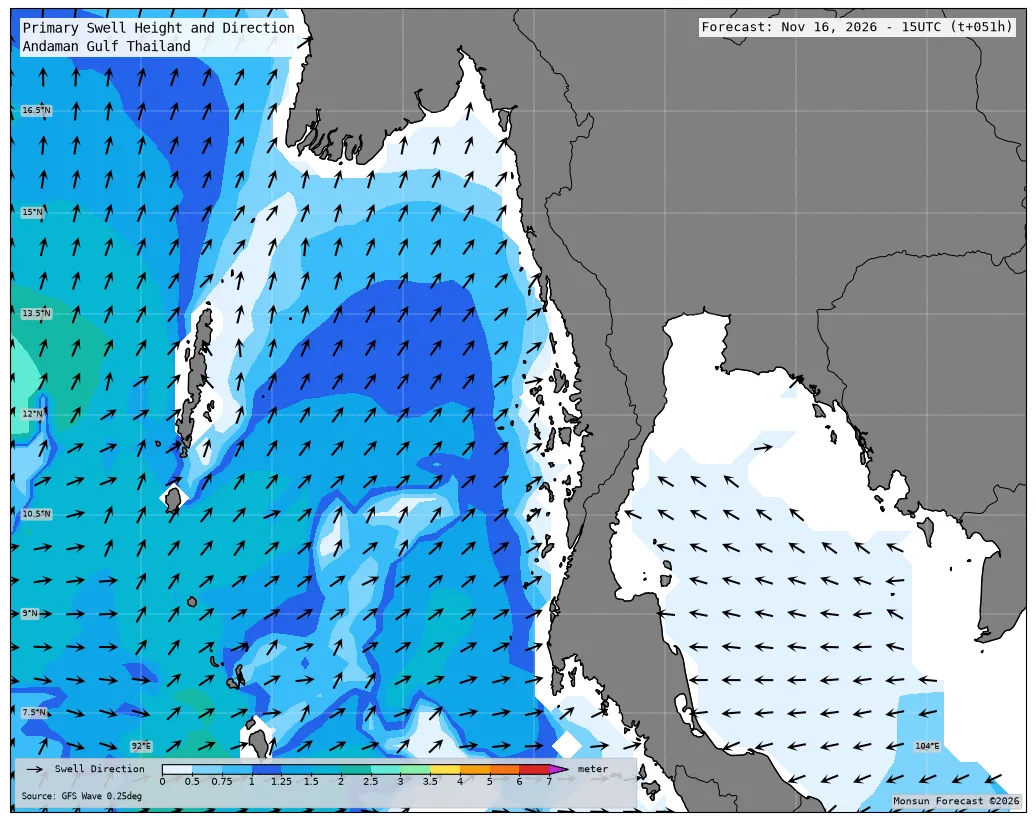 Primary Swell Height and Direction
Andaman Gulf Thailand
Forecast: Nov 16, 2026 - 15UTC (t+051h)
16.5°N
15°N
13.5°N
12°N
10.5°N
9°N
7.5°N
92°E
104°E
Swell Direction
0 0.5 0.75 1 1.25 1.5 2 2.5 3 3.5 4 5 6 7
meter
Source: GFS Wave 0.25deg
Monsun Forecast ©2026